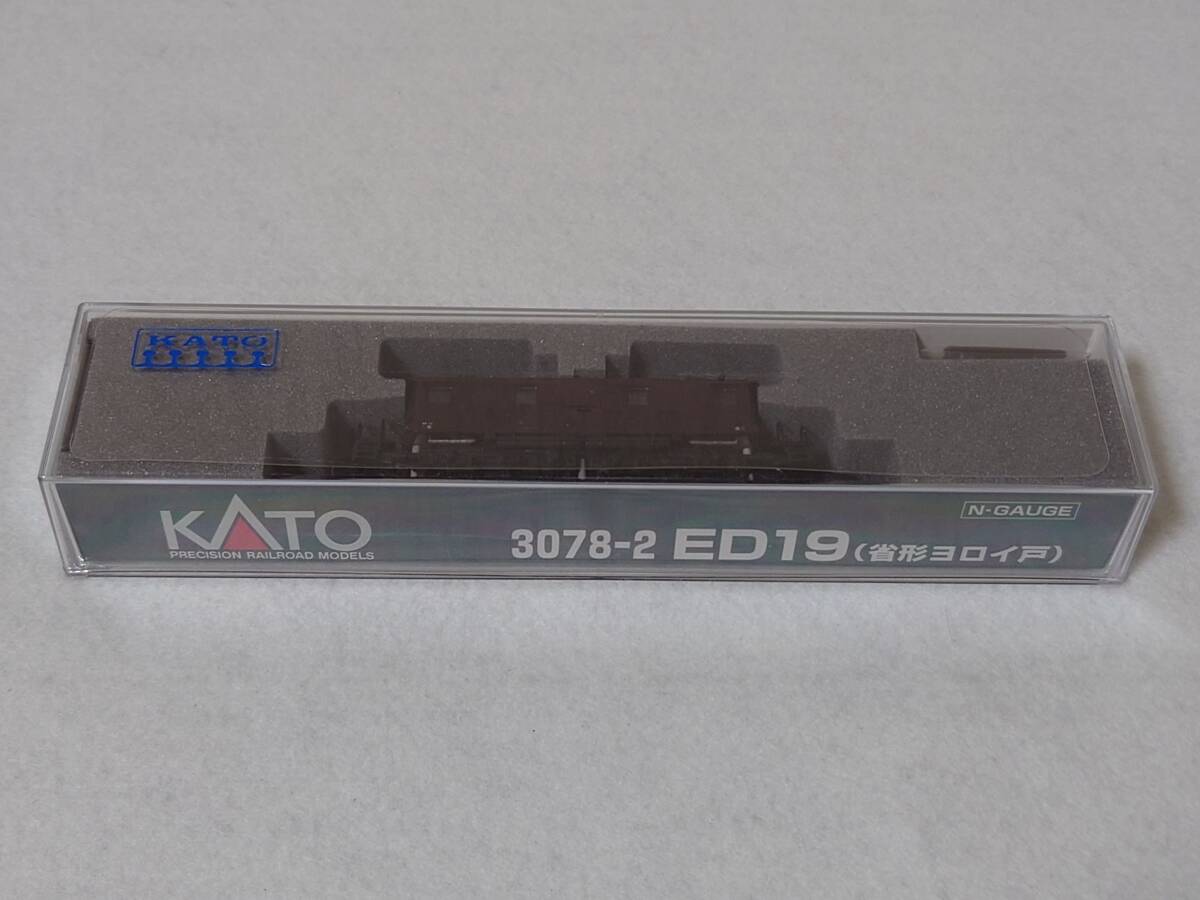 KATO
KATO
PRECISION RAILROAD MODELS
3078-2 ED19(省形ヨロイ戸)
N-GAUGE